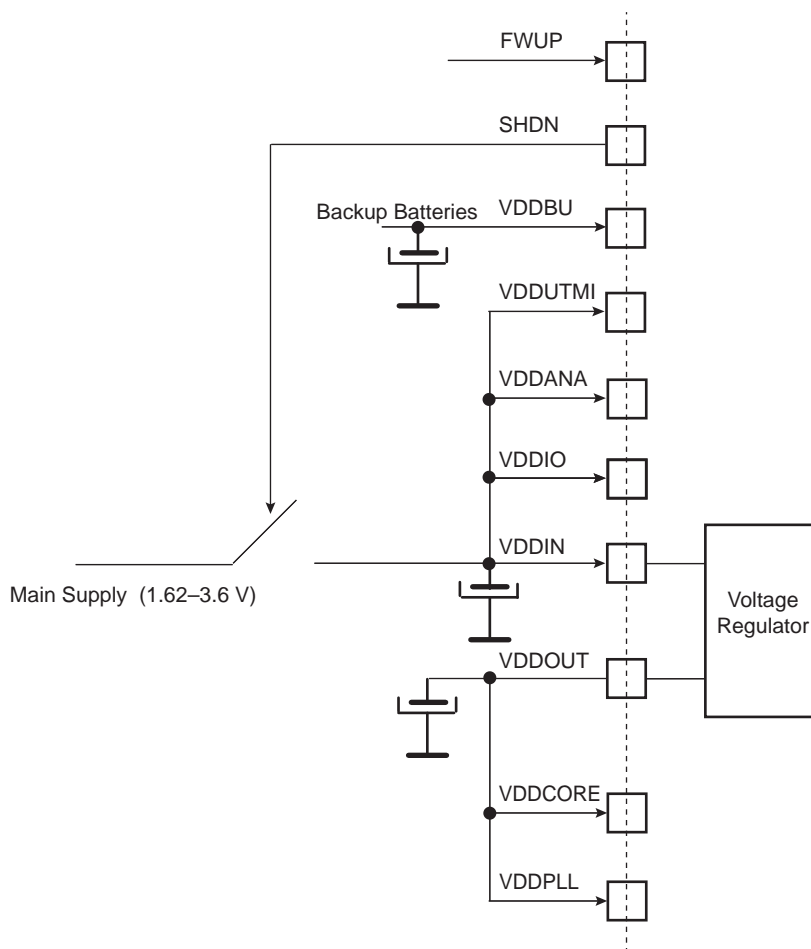 FWUP
SHDN
Backup Batteries
VDDBU
VDDUTMI
VDDANA
VDDIO
VDDIN
Main Supply (1.62–3.6 V)
Voltage
Regulator
VDDOUT
VDDCORE
VDDPLL